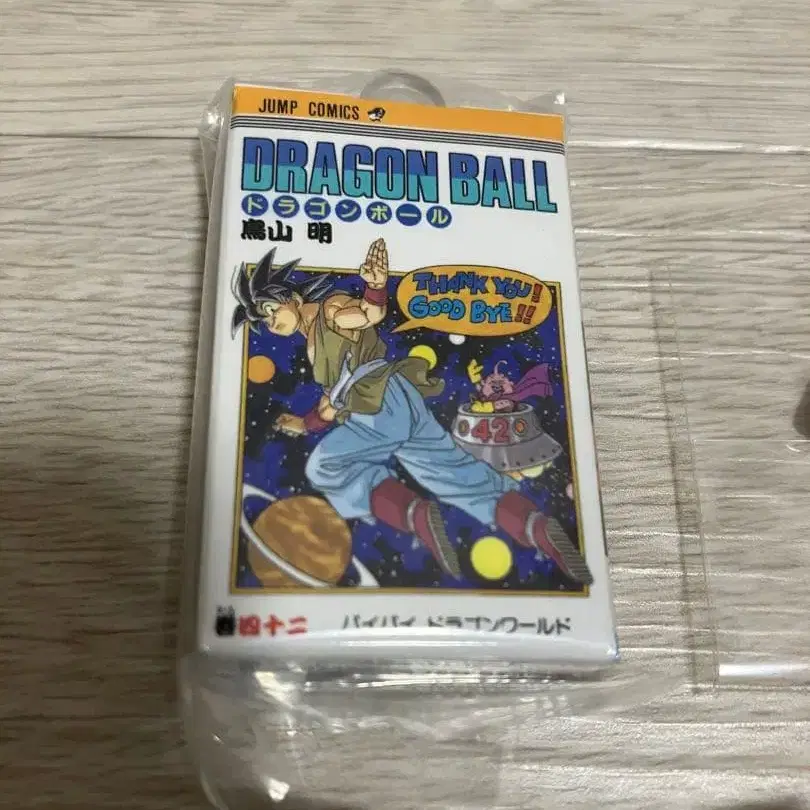 JUMP COMICS
DRAGON BALL
ドラゴンボール
鳥山 明
THANK YOU!
GOOD BYE!!
42
巻四十二
バイバイ ドラゴンワールド